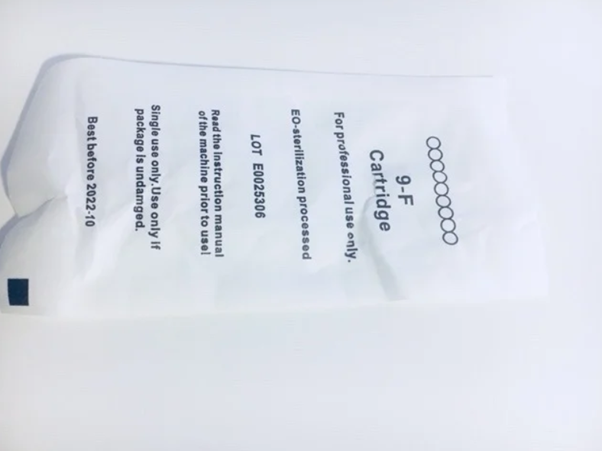 9-F
Cartridge
For professional use only.
EO-sterilization processed
LOT E0025306
Read the instruction manual
of the machine prior to use!
Single use only.Use only if
package is undamged.
Best before 2022-10